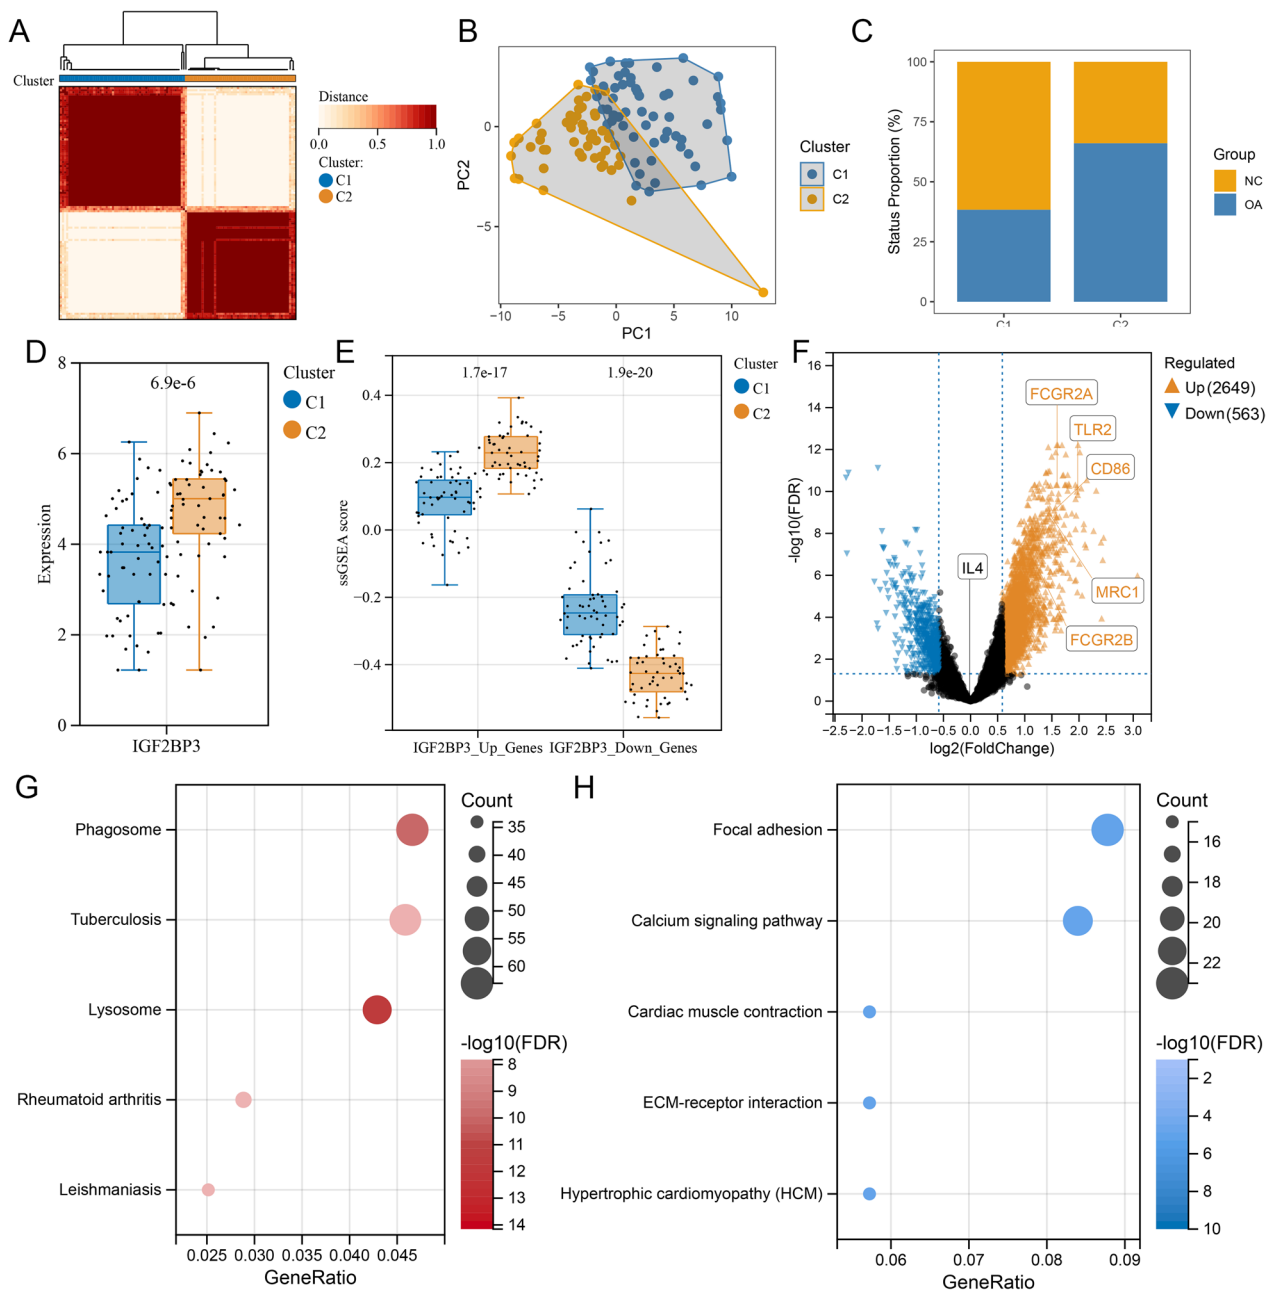 A
Cluster
Distance
0.0 0.5 1.0
Cluster:
C1
C2
B
PC2
0
−5
−10 −5 0 5 10
PC1
Cluster
C1
C2
C
Status Proportion (%)
100
75
50
25
0
C1 C2
Group
NC
OA
D
Expression
8
6
4
2
0
6.9e-6
IGF2BP3
Cluster
C1
C2
E
ssGSEA score
0.4
0.2
0.0
−0.2
−0.4
1.7e-17 1.9e-20
IGF2BP3_Up_Genes IGF2BP3_Down_Genes
Cluster
C1
C2
F
-log10(FDR)
16
14
12
10
8
6
4
2
0
FCGR2A
TLR2
CD86
IL4
MRC1
FCGR2B
−2.5 −2.0 −1.5 −1.0 −0.5 0.0 0.5 1.0 1.5 2.0 2.5 3.0
log2(FoldChange)
Regulated
Up(2649)
Down(563)
G
Phagosome
Tuberculosis
Lysosome
Rheumatoid arthritis
Leishmaniasis
0.025 0.030 0.035 0.040 0.045
GeneRatio
Count
35
40
45
50
55
60
-log10(FDR)
8
9
10
11
12
13
14
H
Focal adhesion
Calcium signaling pathway
Cardiac muscle contraction
ECM-receptor interaction
Hypertrophic cardiomyopathy (HCM)
0.06 0.07 0.08 0.09
GeneRatio
Count
16
18
20
22
-log10(FDR)
2
4
6
8
10